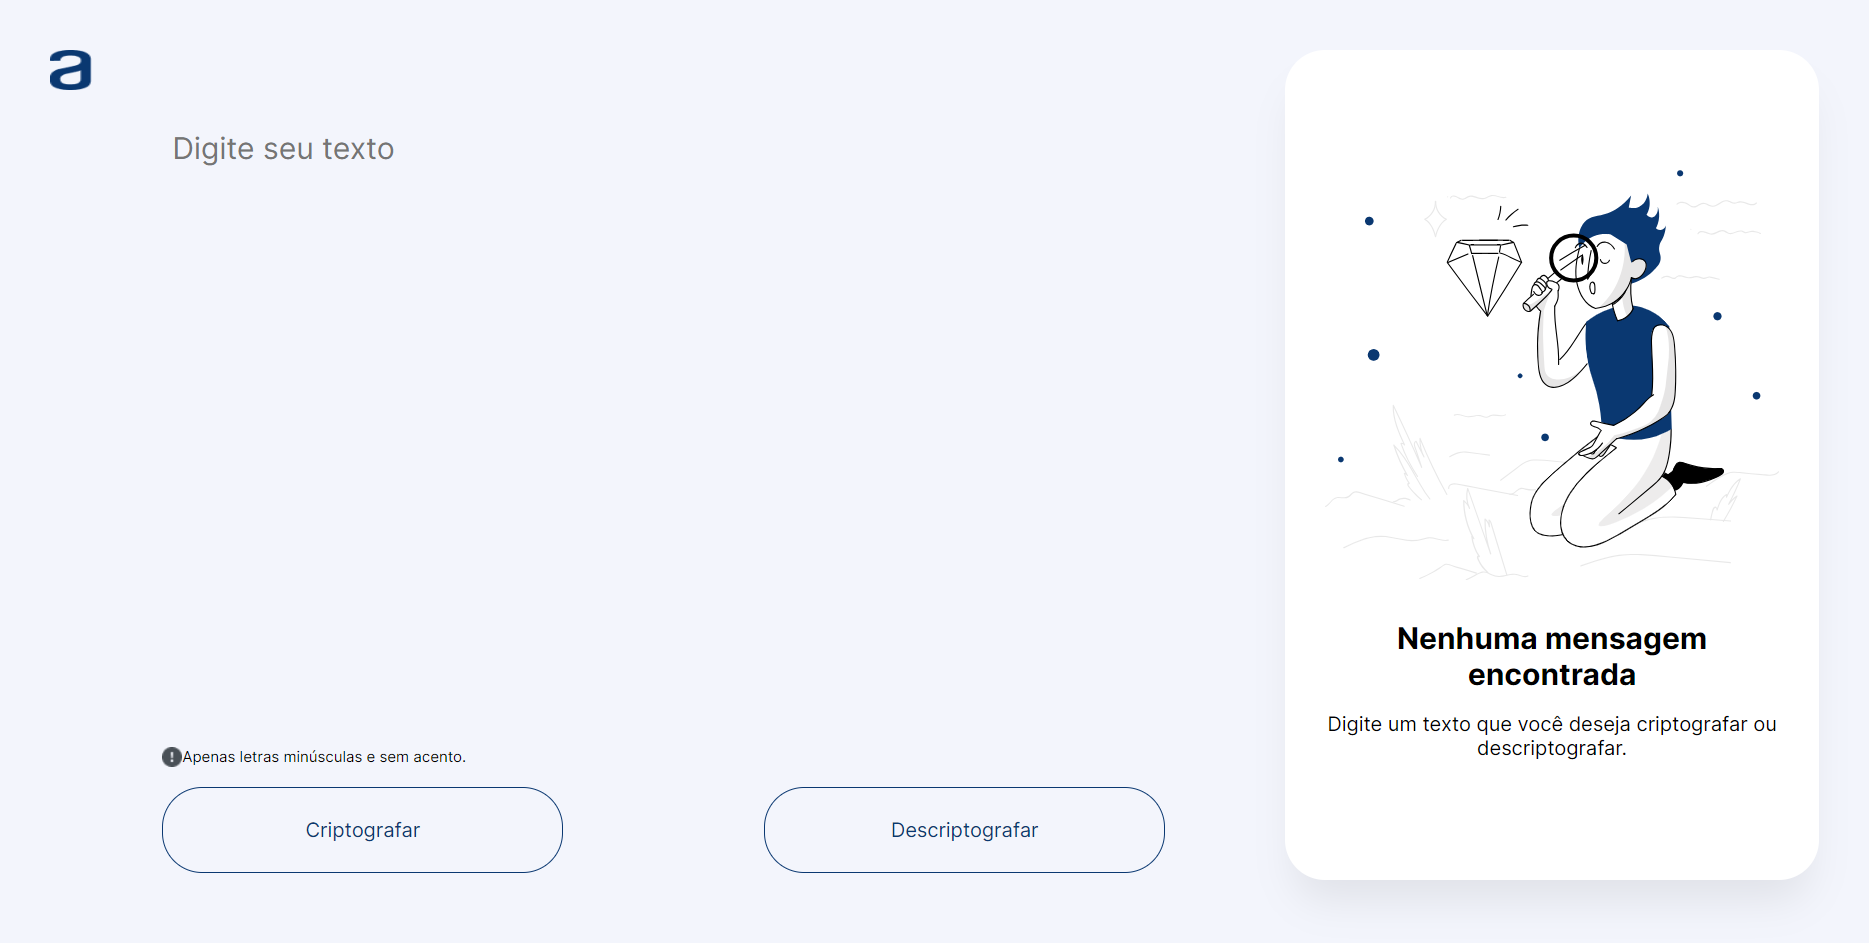 a
Digite seu texto
Apenas letras minúsculas e sem acento.
Criptografar
Descriptografar
Nenhuma mensagem
encontrada
Digite um texto que você deseja criptografar ou
descriptografar.